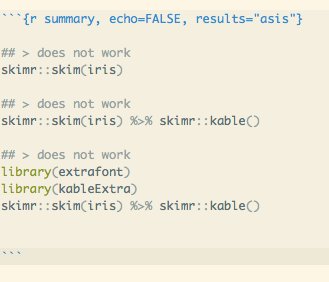 ```{r summary, echo=FALSE, results="asis"}
## > does not work
skimr::skim(iris)
## > does not work
skimr::skim(iris) %>% skimr::kable()
## > does not work
library(extrafont)
library(kableExtra)
skimr::skim(iris) %>% skimr::kable()
```